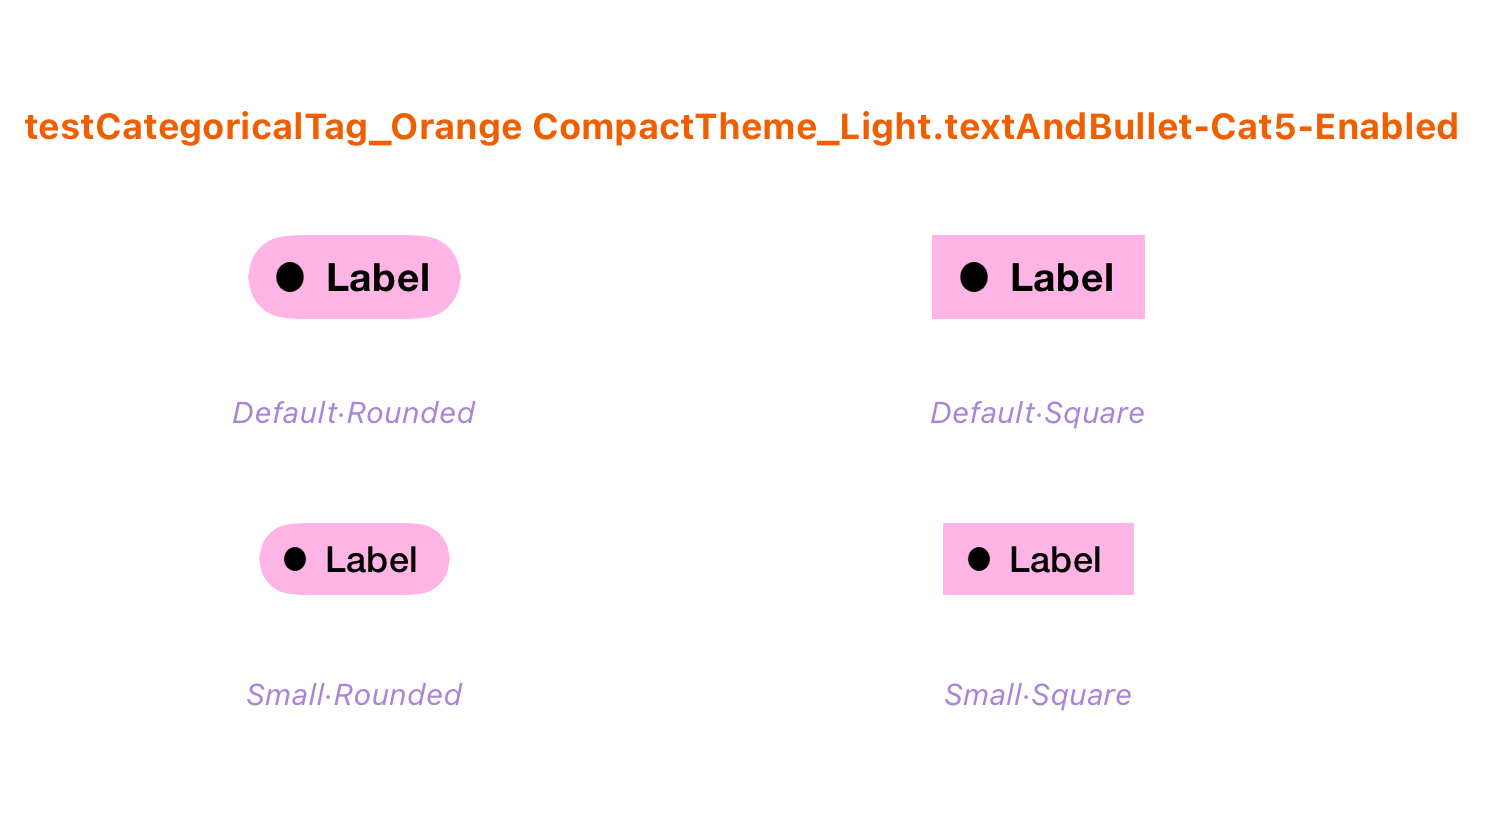 testCategoricalTag_Orange CompactTheme_Light.textAndBullet-Cat5-Enabled
Label
Label
Default·Rounded
Default·Square
Label
Label
Small·Rounded
Small·Square